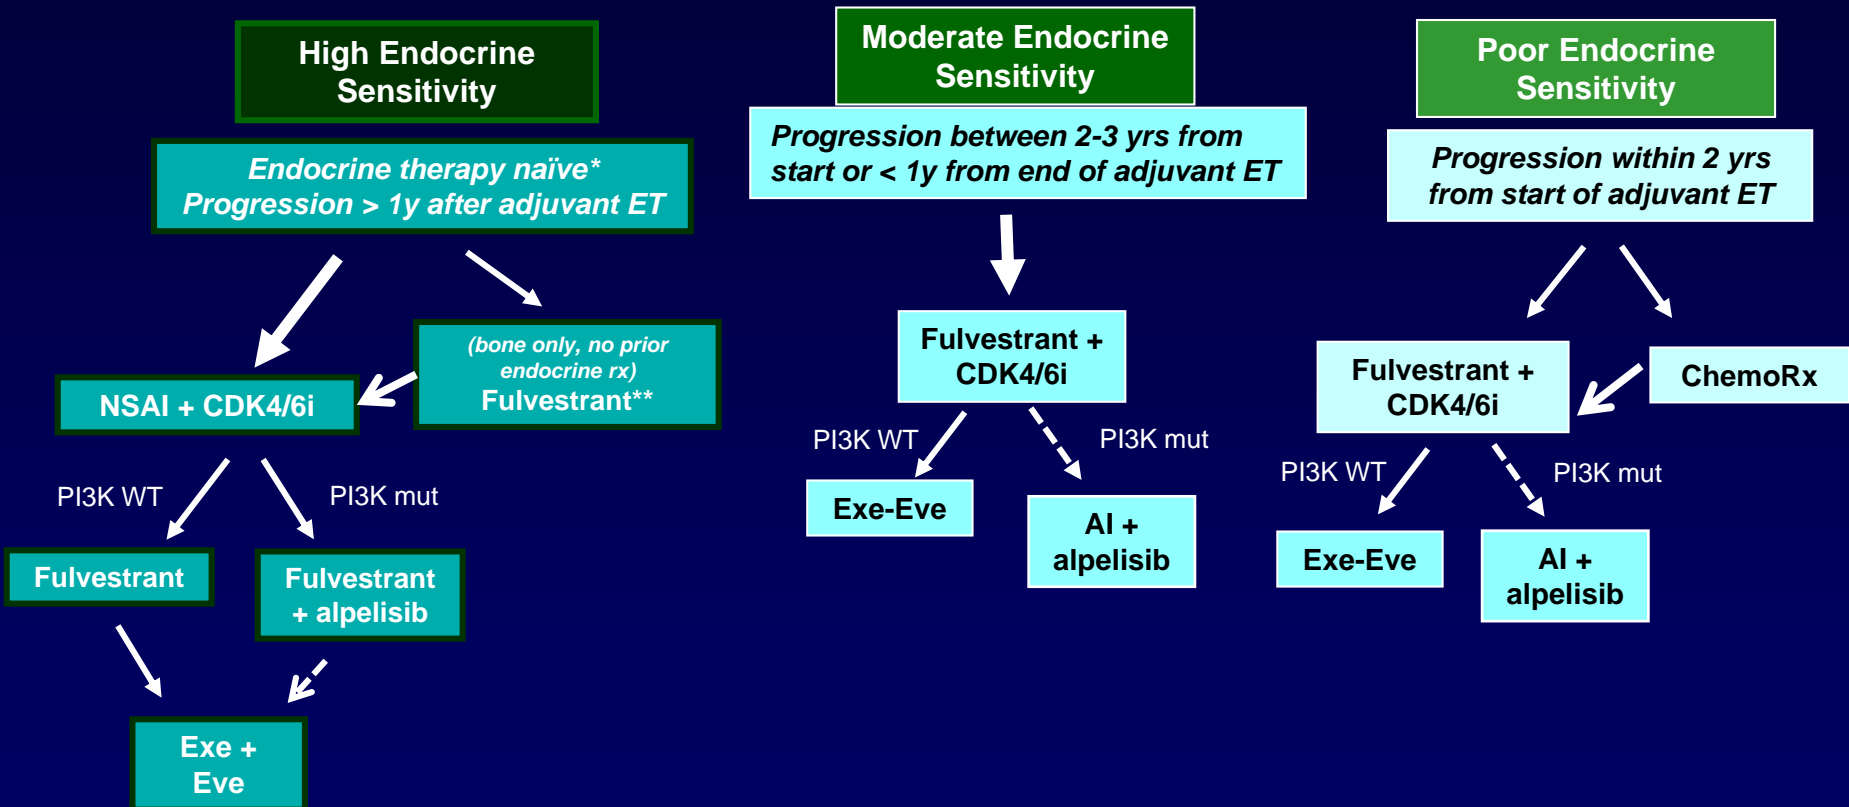 High Endocrine
Sensitivity
Endocrine therapy naïve*
Progression > 1y after adjuvant ET
(bone only, no prior
endocrine rx)
Fulvestrant**
NSAI + CDK4/6i
PI3K WT
PI3K mut
Fulvestrant
Fulvestrant
+ alpelisib
Exe +
Eve
Moderate Endocrine
Sensitivity
Progression between 2-3 yrs from
start or < 1y from end of adjuvant ET
Fulvestrant +
CDK4/6i
PI3K WT
PI3K mut
Exe-Eve
AI +
alpelisib
Poor Endocrine
Sensitivity
Progression within 2 yrs
from start of adjuvant ET
Fulvestrant +
CDK4/6i
ChemoRx
PI3K WT
PI3K mut
Exe-Eve
AI +
alpelisib